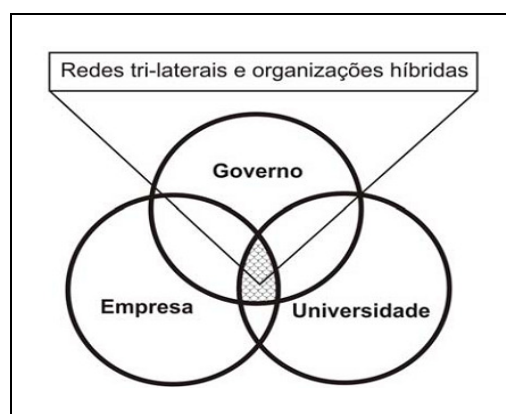 Redes tri-laterais e organizações híbridas
Governo
Empresa
Universidade